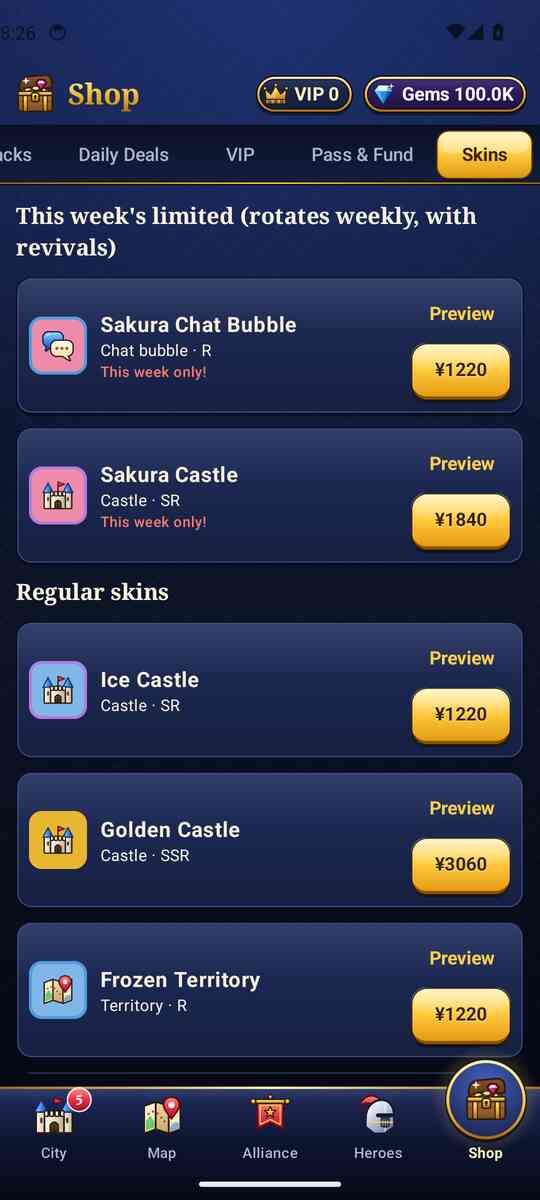 8:26
Shop
VIP 0
Gems 100.0K
acks
Daily Deals
VIP
Pass & Fund
Skins
This week's limited (rotates weekly, with
revivals)
Sakura Chat Bubble
Chat bubble · R
This week only!
Preview
¥1220
Sakura Castle
Castle · SR
This week only!
Preview
¥1840
Regular skins
Ice Castle
Castle · SR
Preview
¥1220
Golden Castle
Castle · SSR
Preview
¥3060
Frozen Territory
Territory · R
Preview
¥1220
5
City
Map
Alliance
Heroes
Shop